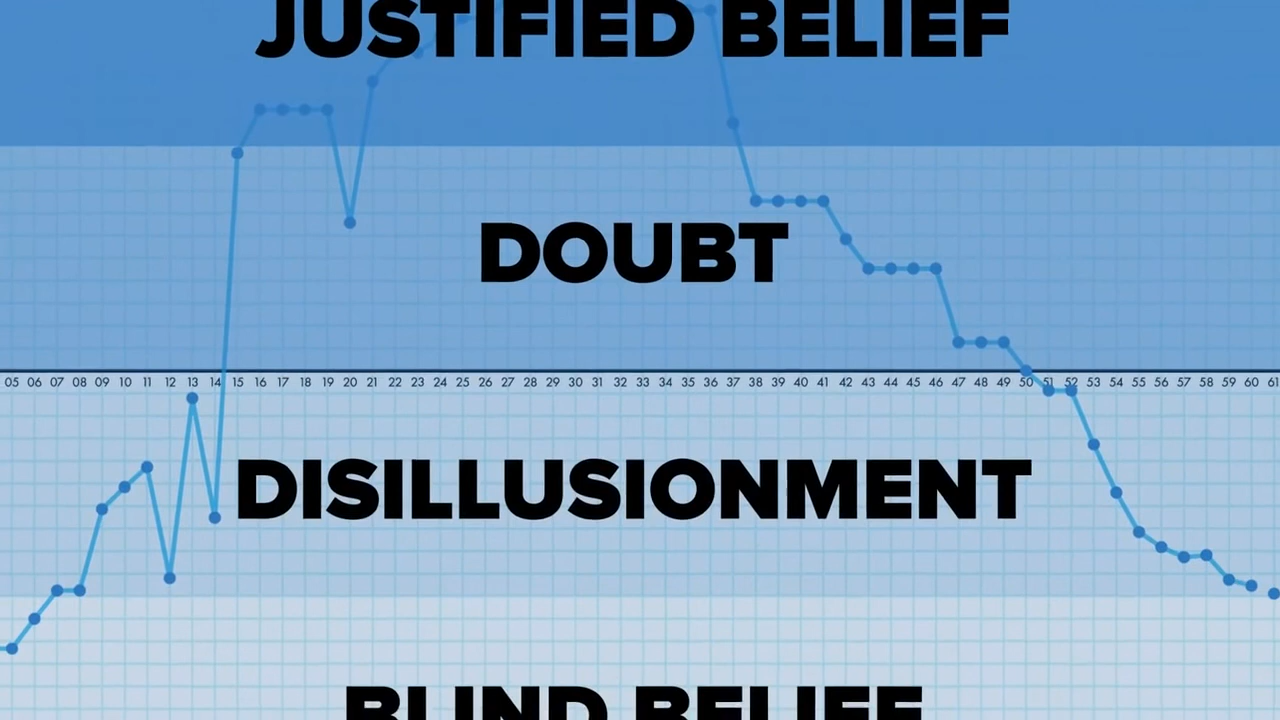 JUSTIFIED BELIEF
DOUBT
05 06 07 08 09 10 11 12 13 14 15 16 17 18 19 20 21 22 23 24 25 26 27 28 29 30 31 32 33 34 35 36 37 38 39 40 41 42 43 44 45 46 47 48 49 50 51 52 53 54 55 56 57 58 59 60 61
DISILLUSIONMENT
BLIND BELIEF